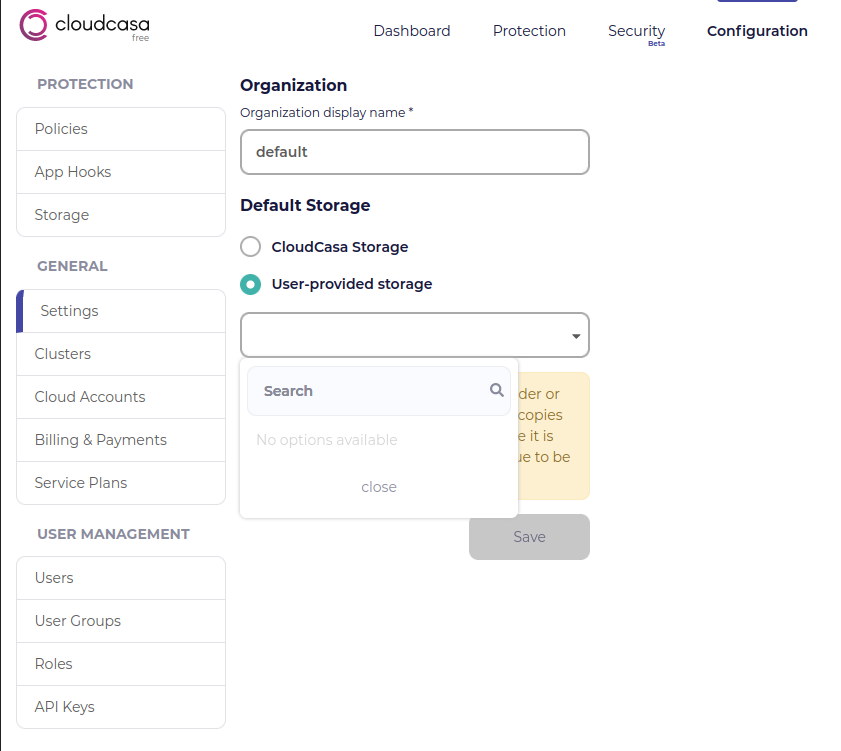 cloudcasa
free
Dashboard
Protection
Security
Beta
Configuration
PROTECTION
Policies
App Hooks
Storage
GENERAL
Settings
Clusters
Cloud Accounts
Billing & Payments
Service Plans
USER MANAGEMENT
Users
User Groups
Roles
API Keys
Organization
Organization display name *
default
Default Storage
CloudCasa Storage
User-provided storage
Search
No options available
close
der or
copies
e it is
ue to be
Save